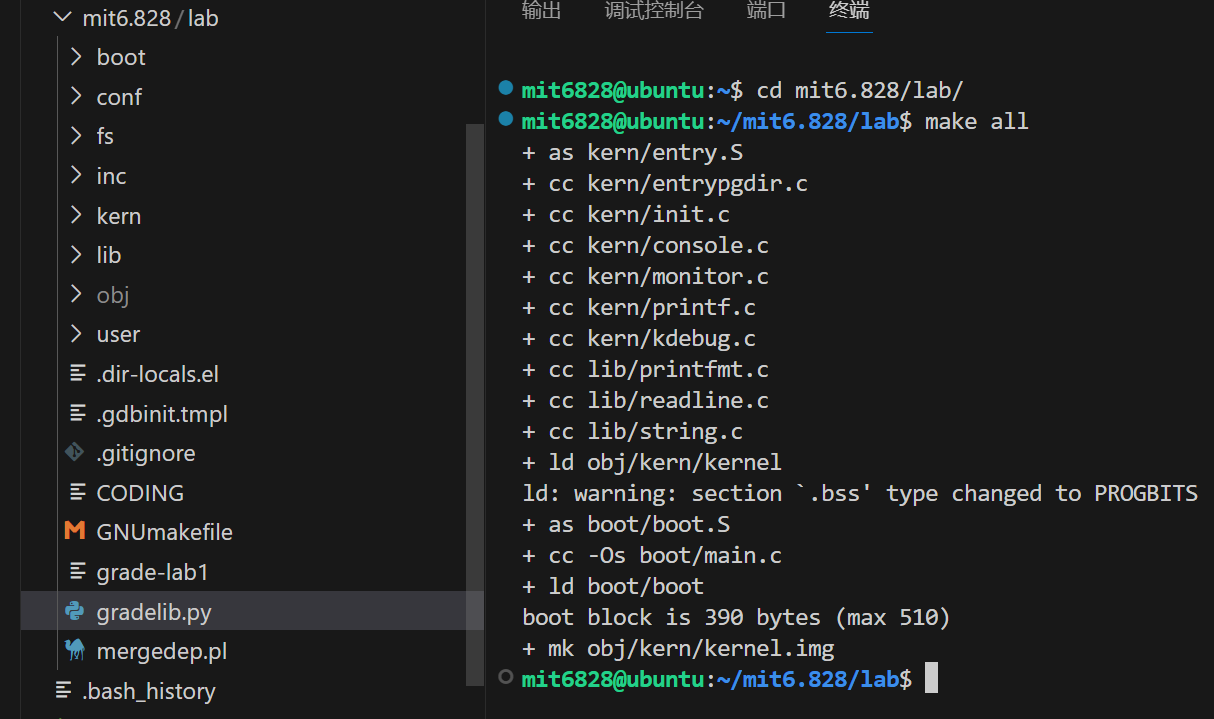 mit6.828/lab
boot
conf
fs
inc
kern
lib
obj
user
.dir-locals.el
.gdbinit.tmpl
.gitignore
CODING
GNUmakefile
grade-lab1
gradelib.py
mergedep.pl
.bash_history
输出 调试控制台 端口 终端
mit6828@ubuntu:~$ cd mit6.828/lab/
mit6828@ubuntu:~/mit6.828/lab$ make all
+ as kern/entry.S
+ cc kern/entrypgdir.c
+ cc kern/init.c
+ cc kern/console.c
+ cc kern/monitor.c
+ cc kern/printf.c
+ cc kern/kdebug.c
+ cc lib/printfmt.c
+ cc lib/readline.c
+ cc lib/string.c
+ ld obj/kern/kernel
ld: warning: section `.bss' type changed to PROGBITS
+ as boot/boot.S
+ cc -Os boot/main.c
+ ld boot/boot
boot block is 390 bytes (max 510)
+ mk obj/kern/kernel.img
mit6828@ubuntu:~/mit6.828/lab$